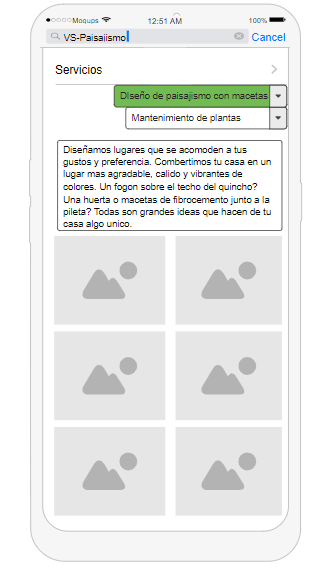 Moqups 12:51 AM 100%
VS-Paisaiismo Cancel
Servicios
DIseño de paisajismo con macetas
Mantenimiento de plantas
Diseñamos lugares que se acomoden a tus
gustos y preferencia. Combertimos tu casa en un
lugar mas agradable, calido y vibrantes de
colores. Un fogon sobre el techo del quincho?
Una huerta o macetas de fibrocemento junto a la
pileta? Todas son grandes ideas que hacen de tu
casa algo unico.